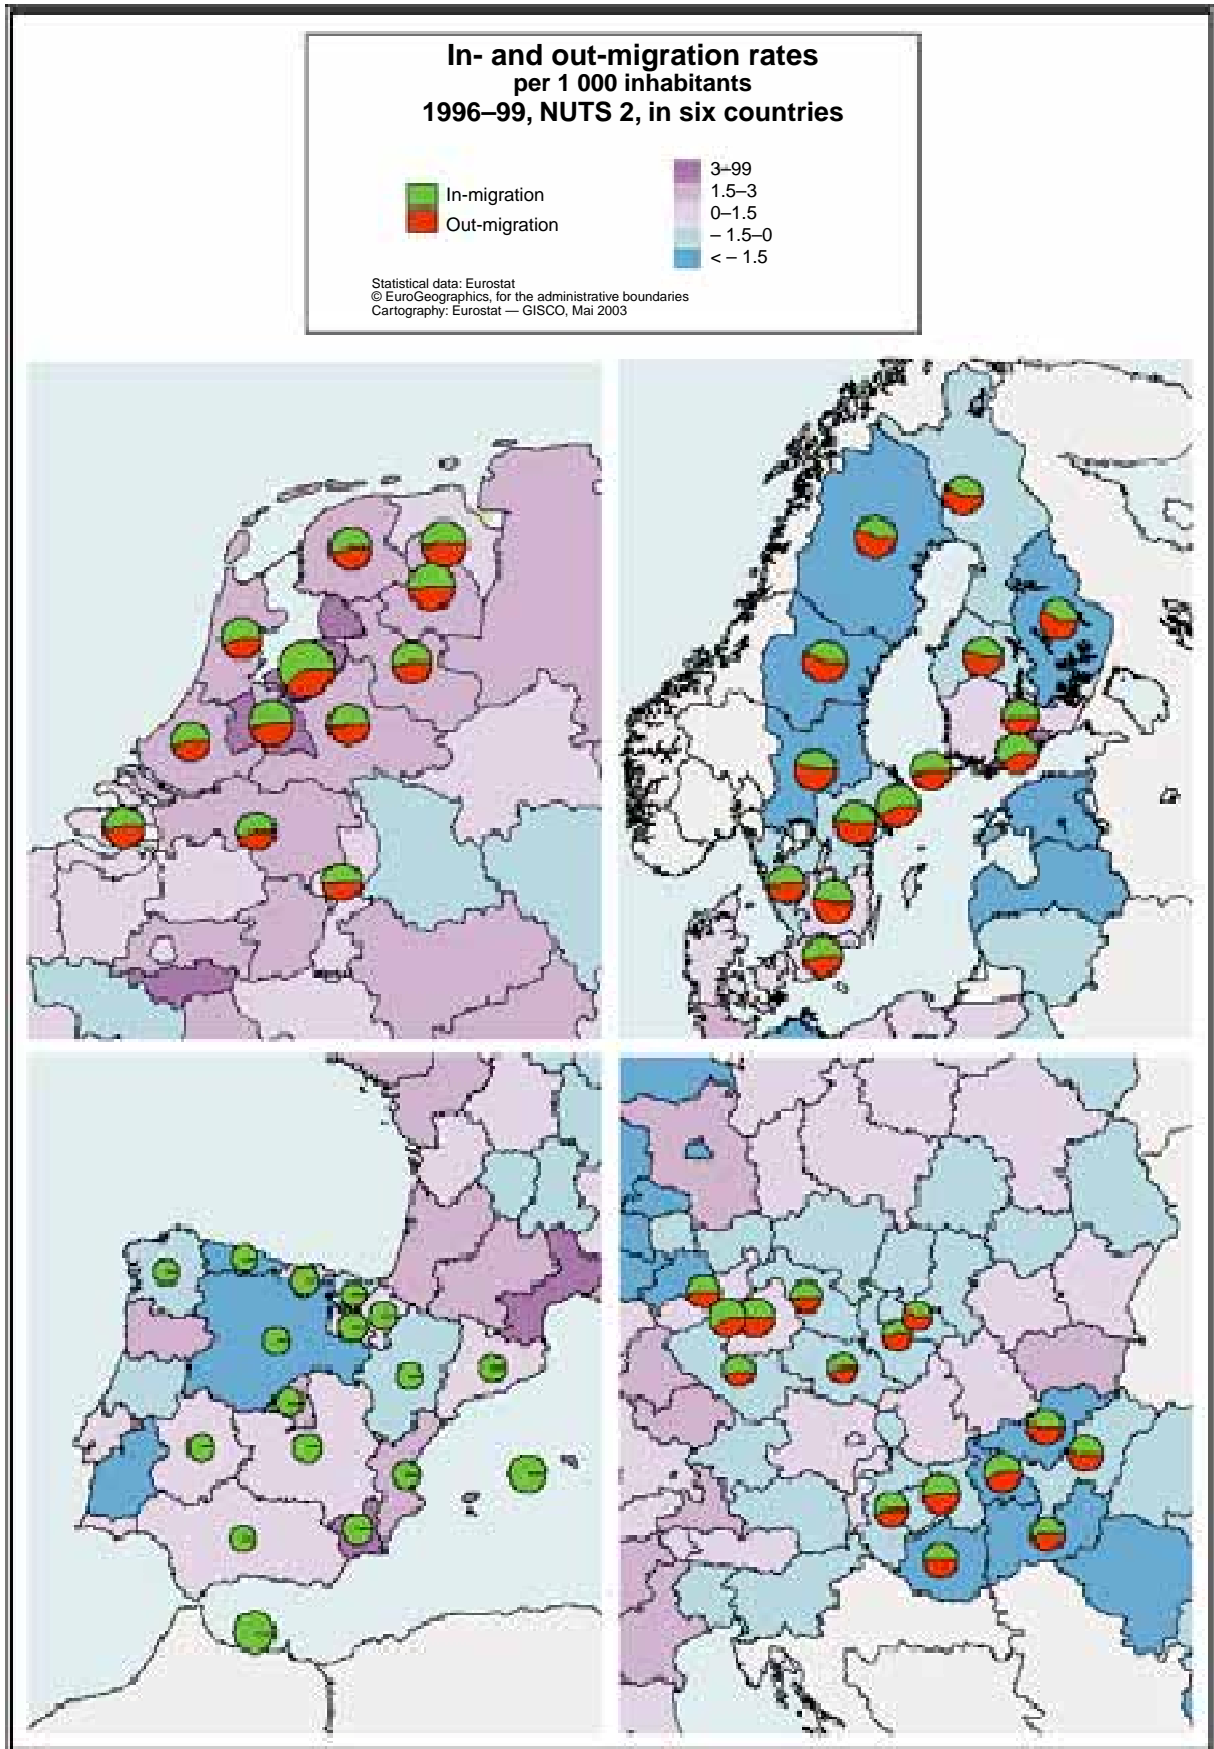 In- and out-migration rates
per 1 000 inhabitants
1996–99, NUTS 2, in six countries
In-migration
Out-migration
3–99
1.5–3
0–1.5
– 1.5–0
< – 1.5
Statistical data: Eurostat
© EuroGeographics, for the administrative boundaries
Cartography: Eurostat — GISCO, Mai 2003